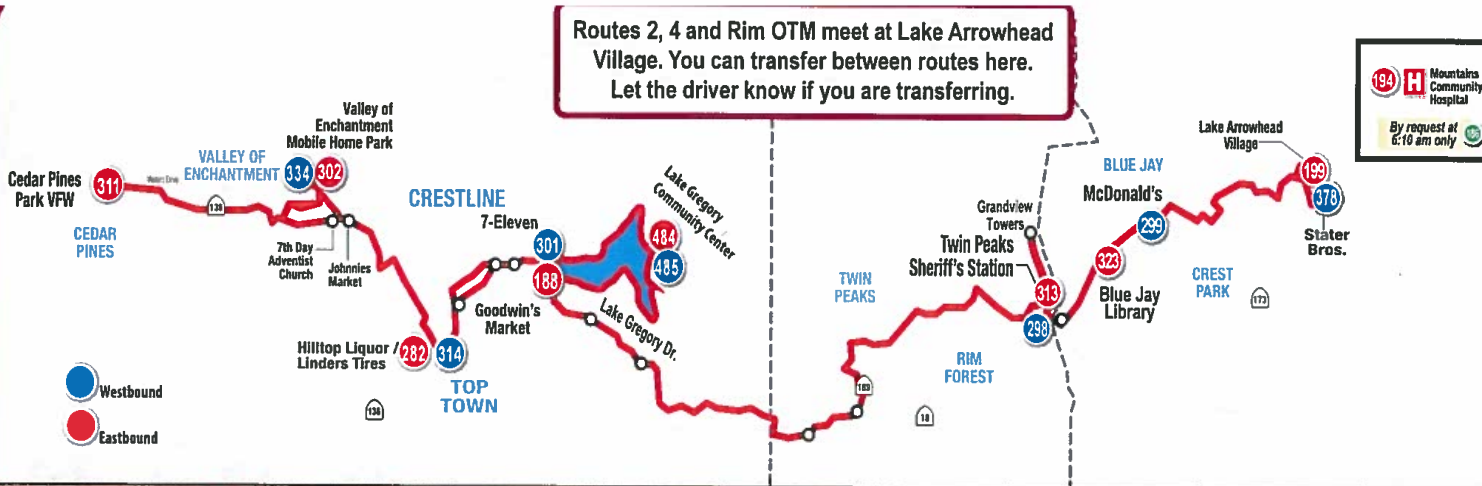 Routes 2, 4 and Rim OTM meet at Lake Arrowhead
Village. You can transfer between routes here.
Let the driver know if you are transferring.
194
H
Mountains
Community
Hospital
By request at
6:10 am only
Cedar Pines
Park VFW
311
CEDAR
PINES
138
VALLEY OF
ENCHANTMENT
Valley of
Enchantment
Mobile Home Park
334
302
7th Day
Adventist
Church
Johnnies
Market
Hilltop Liquor /
Linders Tires
282
314
TOP
TOWN
138
CRESTLINE
7-Eleven
301
188
Goodwin's
Market
Lake Gregory
Community Center
484
485
Lake Gregory Dr.
TWIN
PEAKS
18
RIM
FOREST
Grandview
Towers
Twin Peaks
Sheriff's Station
313
298
323
Blue Jay
Library
BLUE JAY
McDonald's
299
CREST
PARK
173
Lake Arrowhead
Village
199
378
Stater
Bros.
Westbound
Eastbound